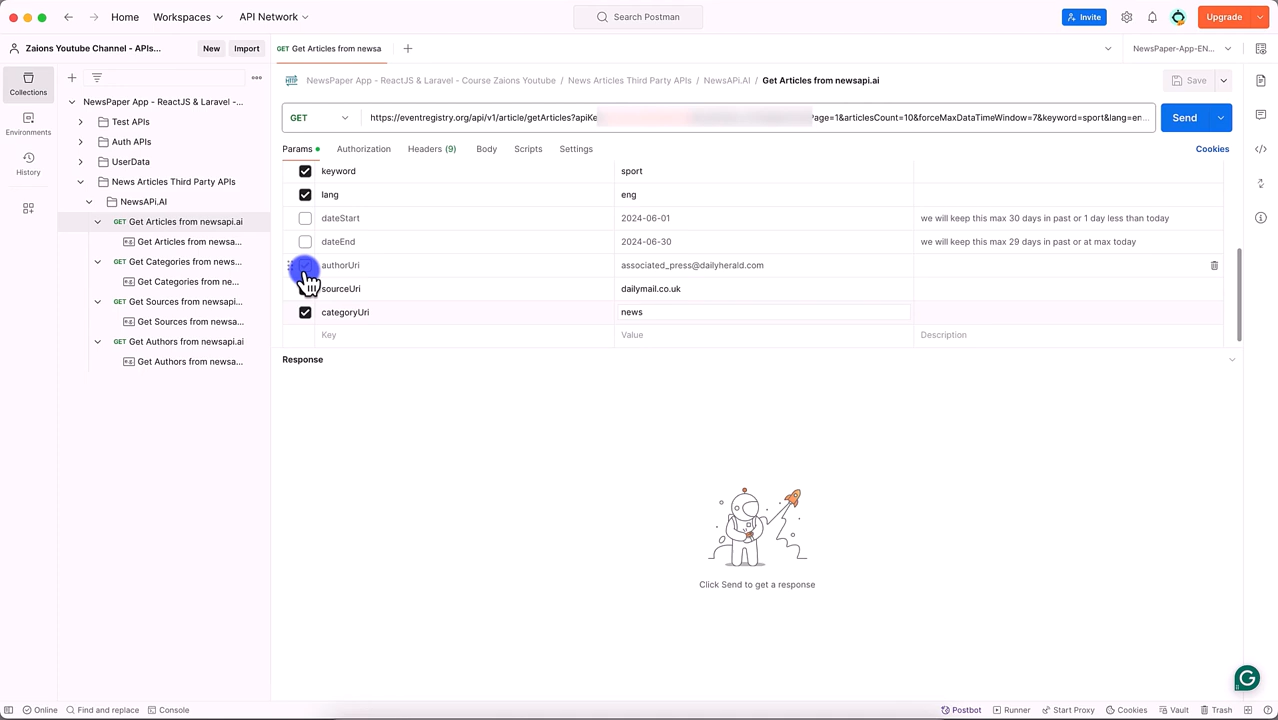 Home
Workspaces
API Network
Search Postman
Invite
Upgrade
Zaions Youtube Channel - APIs...
New
Import
GET Get Articles from newsa
NewsPaper-App-EN...
Collections
Environments
History
NewsPaper App - ReactJS & Laravel -...
Test APIs
Auth APIs
UserData
News Articles Third Party APIs
NewsAPi.AI
GET Get Articles from newsapi.ai
Get Articles from newsa...
GET Get Categories from news...
Get Categories from ne...
GET Get Sources from newsapi...
Get Sources from newsa...
GET Get Authors from newsapi.ai
Get Authors from newsa...
NewsPaper App - ReactJS & Laravel - Course Zaions Youtube / News Articles Third Party APIs / NewsAPi.AI / Get Articles from newsapi.ai
Save
GET
https://eventregistry.org/api/v1/article/getArticles?apiKe
Page=1&articlesCount=10&forceMaxDataTimeWindow=7&keyword=sport&lang=en...
Send
Params
Authorization
Headers (9)
Body
Scripts
Settings
Cookies
keyword sport
lang eng
dateStart 2024-06-01 we will keep this max 30 days in past or 1 day less than today
dateEnd 2024-06-30 we will keep this max 29 days in past or at max today
authorUri associated_press@dailyherald.com
sourceUri dailymail.co.uk
categoryUri news
Key Value Description
Response
Click Send to get a response
G
Online
Find and replace
Console
Postbot
Runner
Start Proxy
Cookies
Vault
Trash